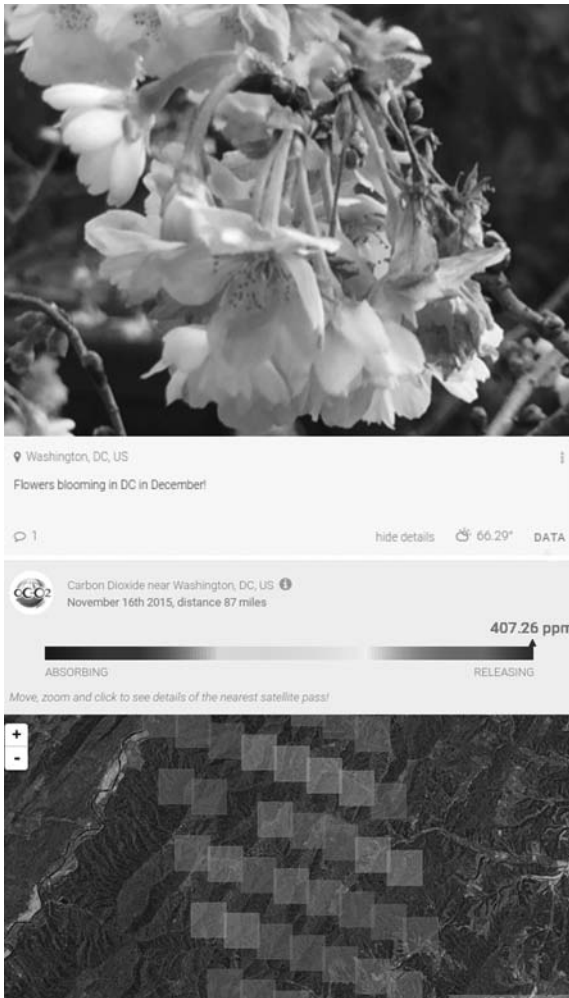 Washington, DC, US
Flowers blooming in DC in December!
1
hide details
66.29°
DATA
OCO2
Carbon Dioxide near Washington, DC, US
November 16th 2015, distance 87 miles
407.26 ppm
ABSORBING
RELEASING
Move, zoom and click to see details of the nearest satellite pass!
+
-